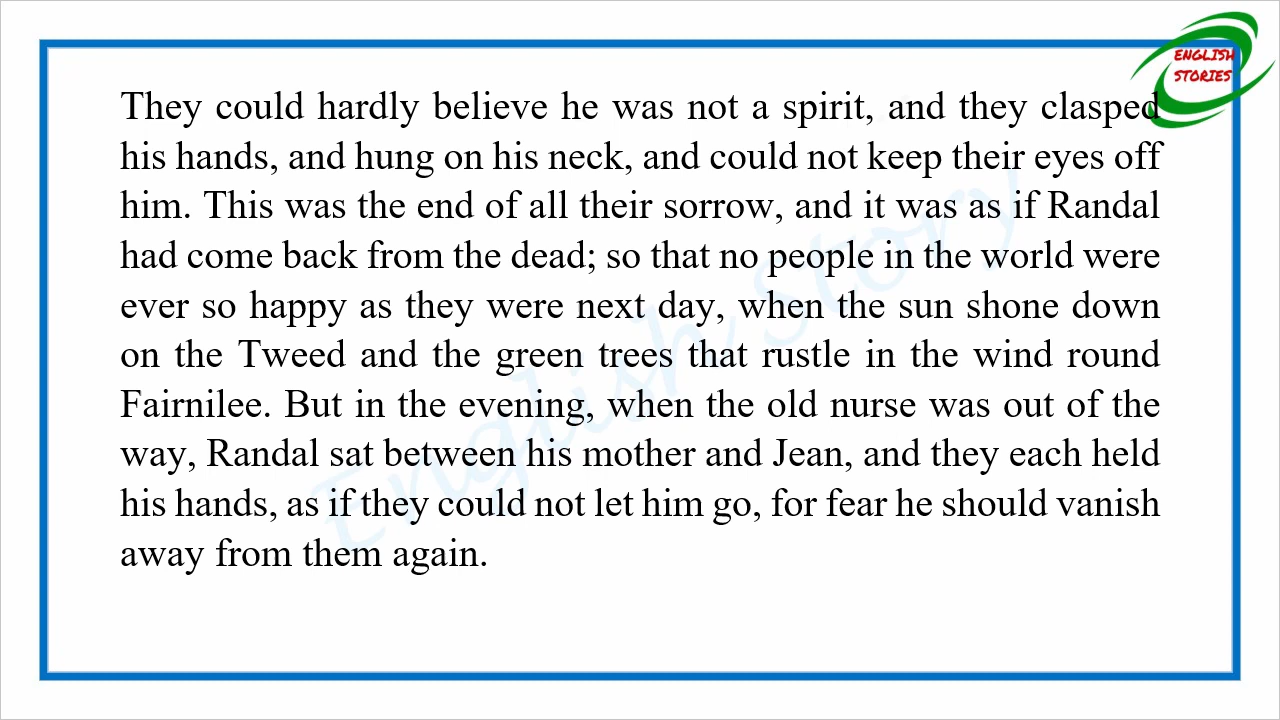 ENGLISH
STORIES
They could hardly believe he was not a spirit, and they clasped
his hands, and hung on his neck, and could not keep their eyes off
him. This was the end of all their sorrow, and it was as if Randal
had come back from the dead; so that no people in the world were
ever so happy as they were next day, when the sun shone down
on the Tweed and the green trees that rustle in the wind round
Fairnilee. But in the evening, when the old nurse was out of the
way, Randal sat between his mother and Jean, and they each held
his hands, as if they could not let him go, for fear he should vanish
away from them again.
English Story